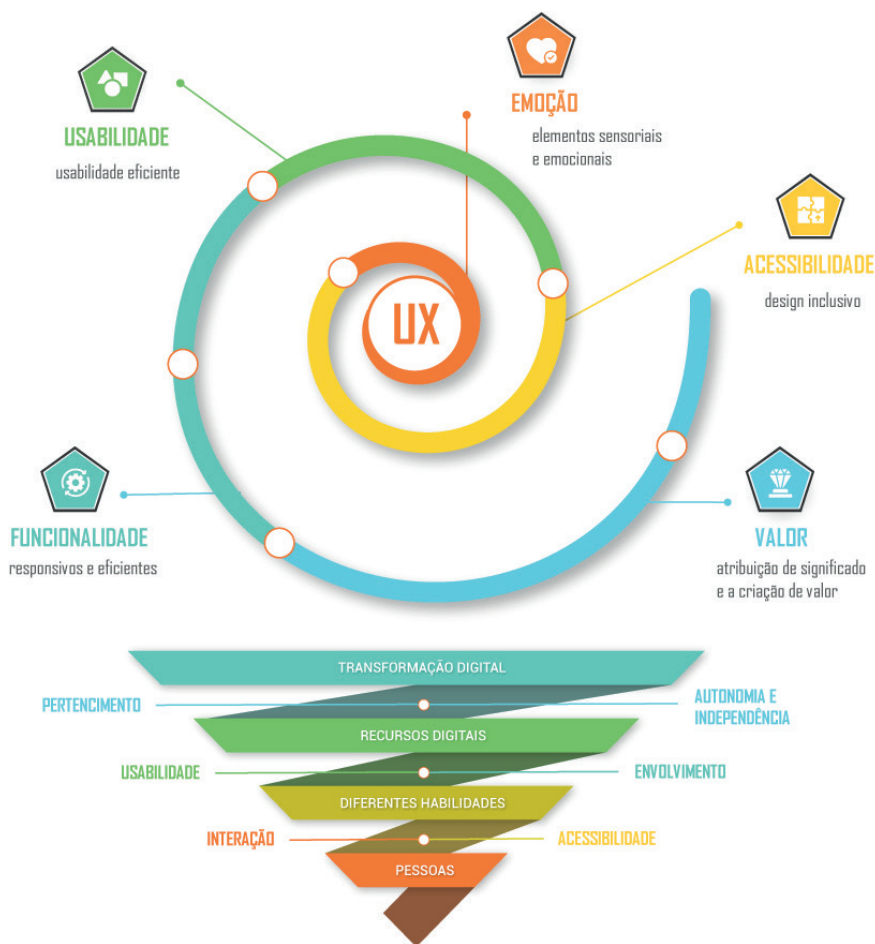 EMOÇÃO
elementos sensoriais
e emocionais
USABILIDADE
usabilidade eficiente
ACESSIBILIDADE
design inclusivo
UX
FUNCIONALIDADE
responsivos e eficientes
VALOR
atribuição de significado
e a criação de valor
TRANSFORMAÇÃO DIGITAL
PERTENCIMENTO
AUTONOMIA E
INDEPENDÊNCIA
RECURSOS DIGITAIS
USABILIDADE
ENVOLVIMENTO
DIFERENTES HABILIDADES
INTERAÇÃO
ACESSIBILIDADE
PESSOAS